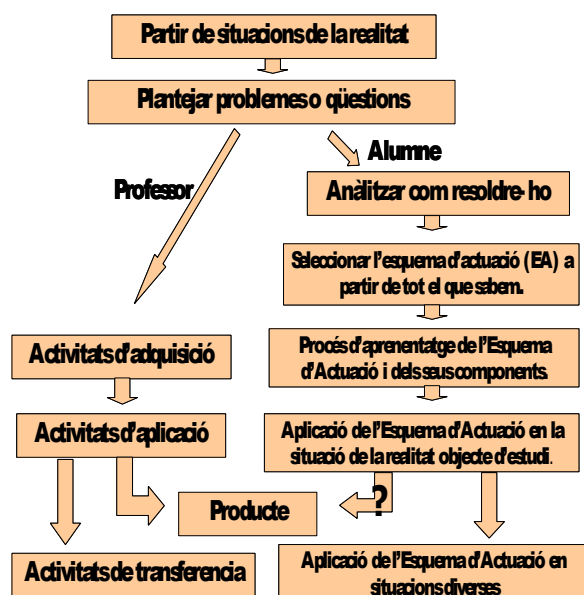 Partir de situacions de la realitat
Plantejar problemes o qüestions
Alumne
Professor
Anàlitzar com resoldre-ho
Seleccionar l'esquema d'actuació (EA) a
partir de tot el que sabem.
Activitats d'adquisició
Procés d'aprenentatge de l'Esquema
d'Actuació i dels seus components.
Activitats d'aplicació
Aplicació de l'Esquema d'Actuació en la
situació de la realitat objecte d'estudi.
Producte
?
Activitats de transferencia
Aplicació de l'Esquema d'Actuació en
situacions diverses